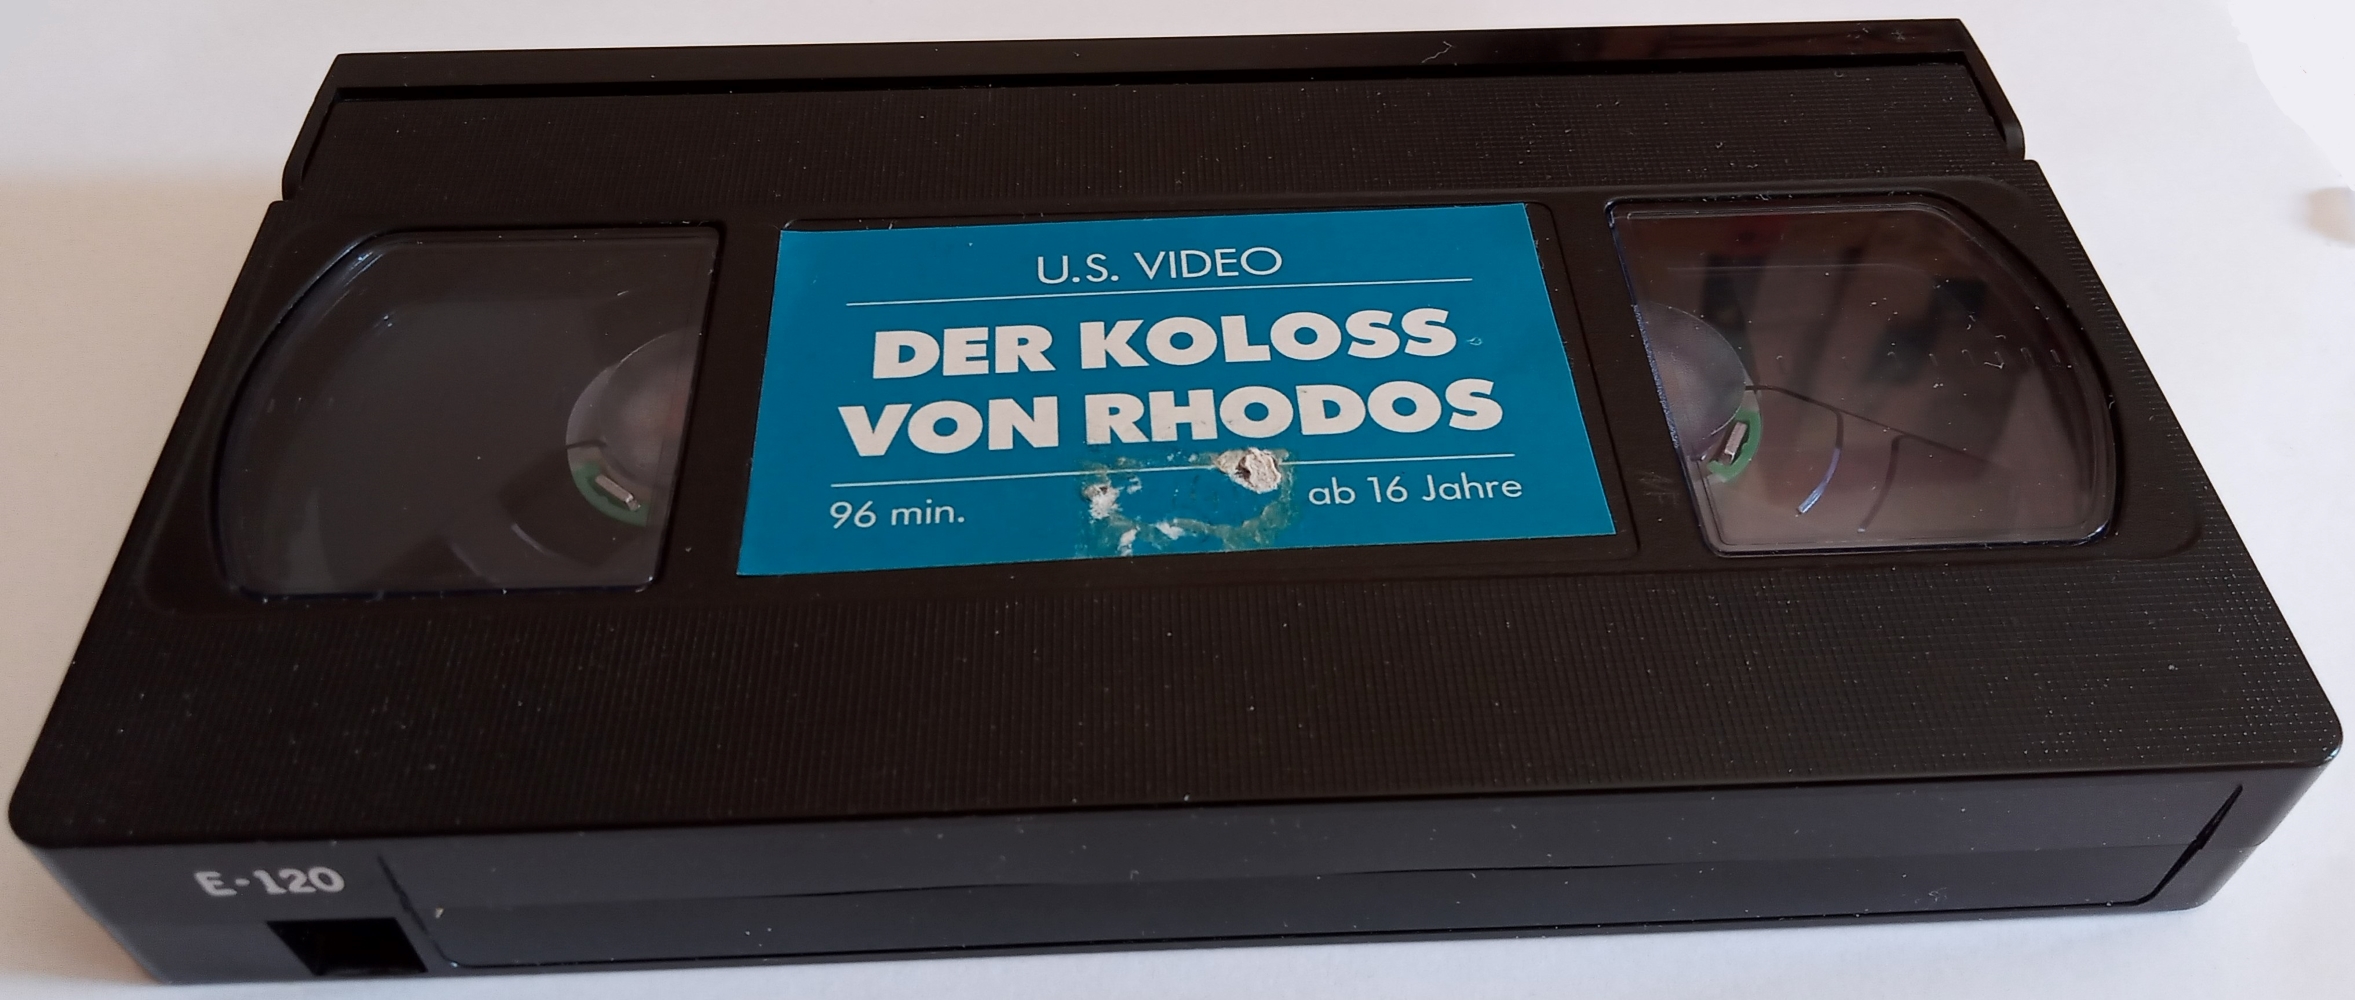 U.S. VIDEO
DER KOLOSS
VON RHODOS
96 min. ab 16 Jahre
E-120